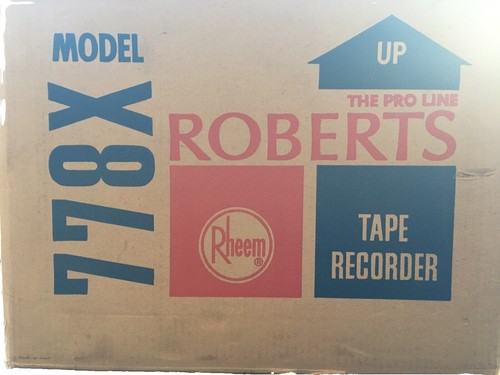 MODEL
778X
UP
THE PRO LINE
ROBERTS
Rheem®
TAPE
RECORDER